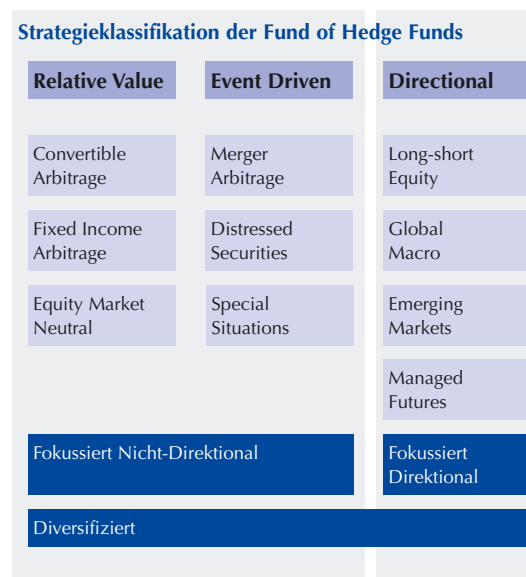 Strategieklassifikation der Fund of Hedge Funds
Relative Value
Event Driven
Directional
Convertible
Arbitrage
Merger
Arbitrage
Long-short
Equity
Fixed Income
Arbitrage
Distressed
Securities
Global
Macro
Equity Market
Neutral
Special
Situations
Emerging
Markets
Managed
Futures
Fokussiert Nicht-Direktional
Fokussiert
Direktional
Diversifiziert